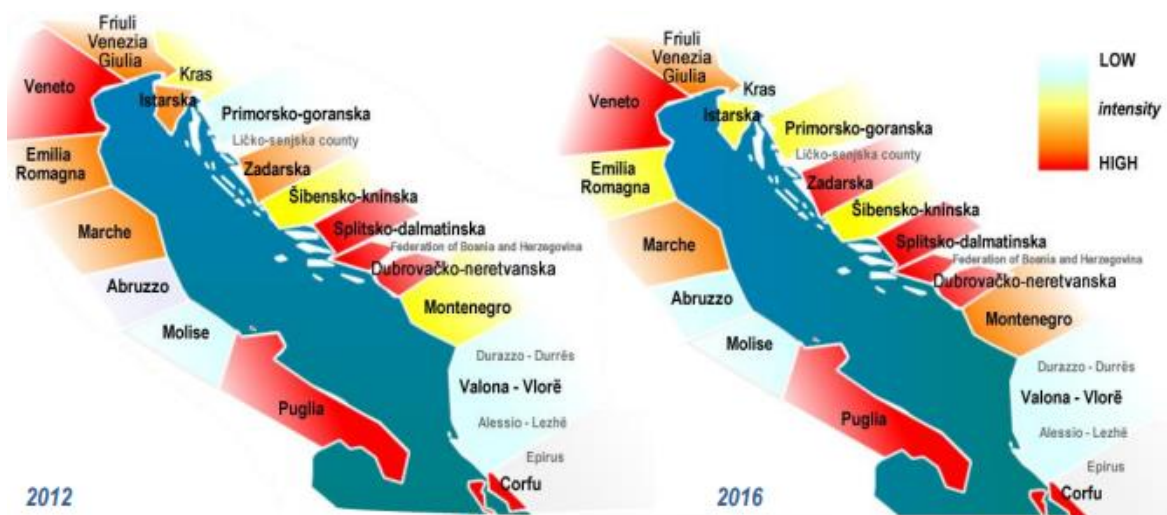 Friuli
Venezia
Giulia
Kras
Veneto
Istarska
Primorsko-goranska
Ličko-senjska county
Emilia
Romagna
Zadarska
Šibensko-kninska
Marche
Splitsko-dalmatinska
Federation of Bosnia and Herzegovina
Dubrovačko-neretvanska
Abruzzo
Montenegro
Molise
Durazzo - Durrës
Valona - Vlorë
Puglia
Alessio - Lezhë
Epirus
Corfu
2012
Friuli
Venezia
Giulia
Kras
Veneto
Istarska
Primorsko-goranska
Ličko-senjska county
Emilia
Romagna
Zadarska
Šibensko-kninska
Marche
Splitsko-dalmatinska
Federation of Bosnia and Herzegovina
Dubrovačko-neretvanska
Abruzzo
Montenegro
Molise
Durazzo - Durrës
Valona - Vlorë
Puglia
Alessio - Lezhë
Epirus
Corfu
2016
LOW
intensity
HIGH